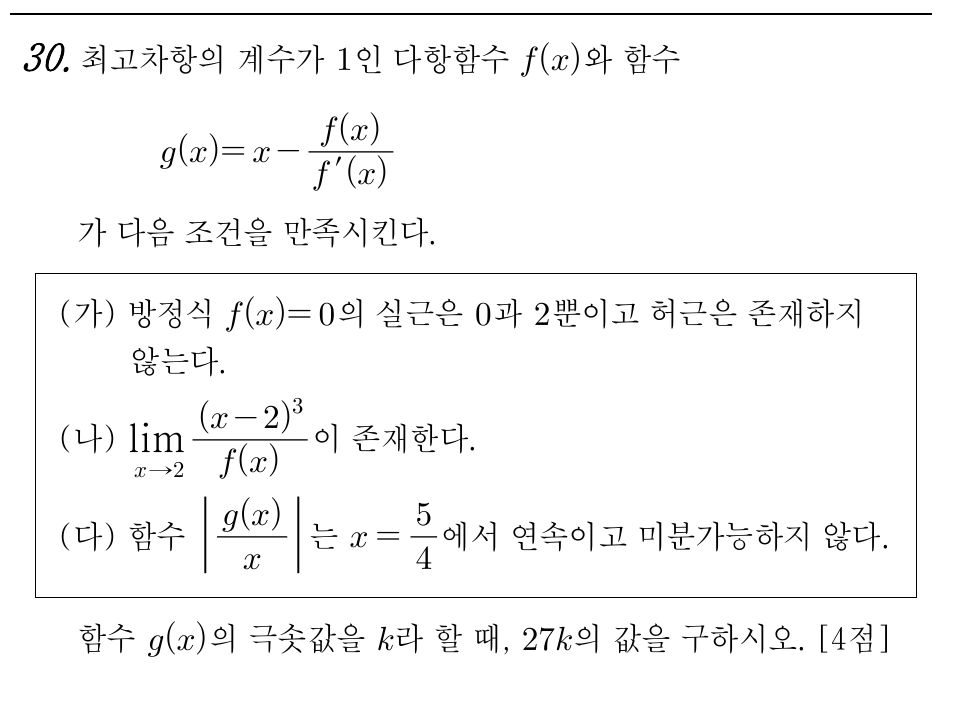 30. 최고차항의 계수가 1인 다항함수 f(x)와 함수
g(x)=x-\frac{f(x)}{f'(x)}
가 다음 조건을 만족시킨다.
(가) 방정식 f(x)=0의 실근은 0과 2뿐이고 허근은 존재하지
않는다.
(나) \lim_{x→2}\frac{(x-2)^3}{f(x)}이 존재한다.
(다) 함수 \left|\frac{g(x)}{x}\right|는 x=\frac{5}{4}에서 연속이고 미분가능하지 않다.
함수 g(x)의 극솟값을 k라 할 때, 27k의 값을 구하시오. [4점]